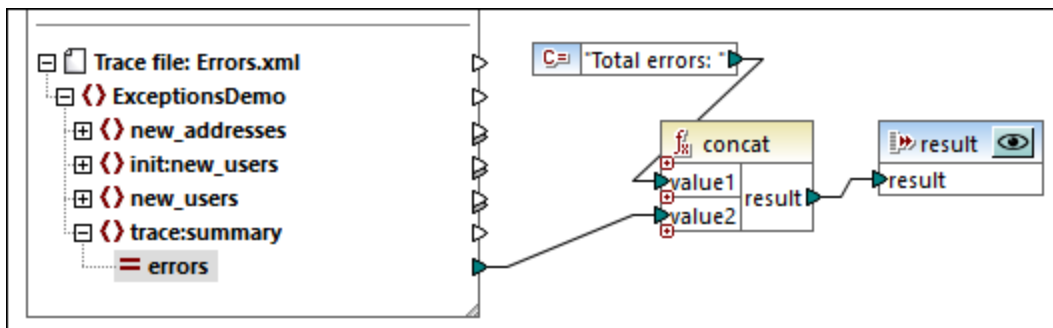 Trace file: Errors.xml
ExceptionsDemo
new_addresses
init:new_users
new_users
trace:summary
errors
C= "Total errors: "
fx concat
value1
value2
result
result
result